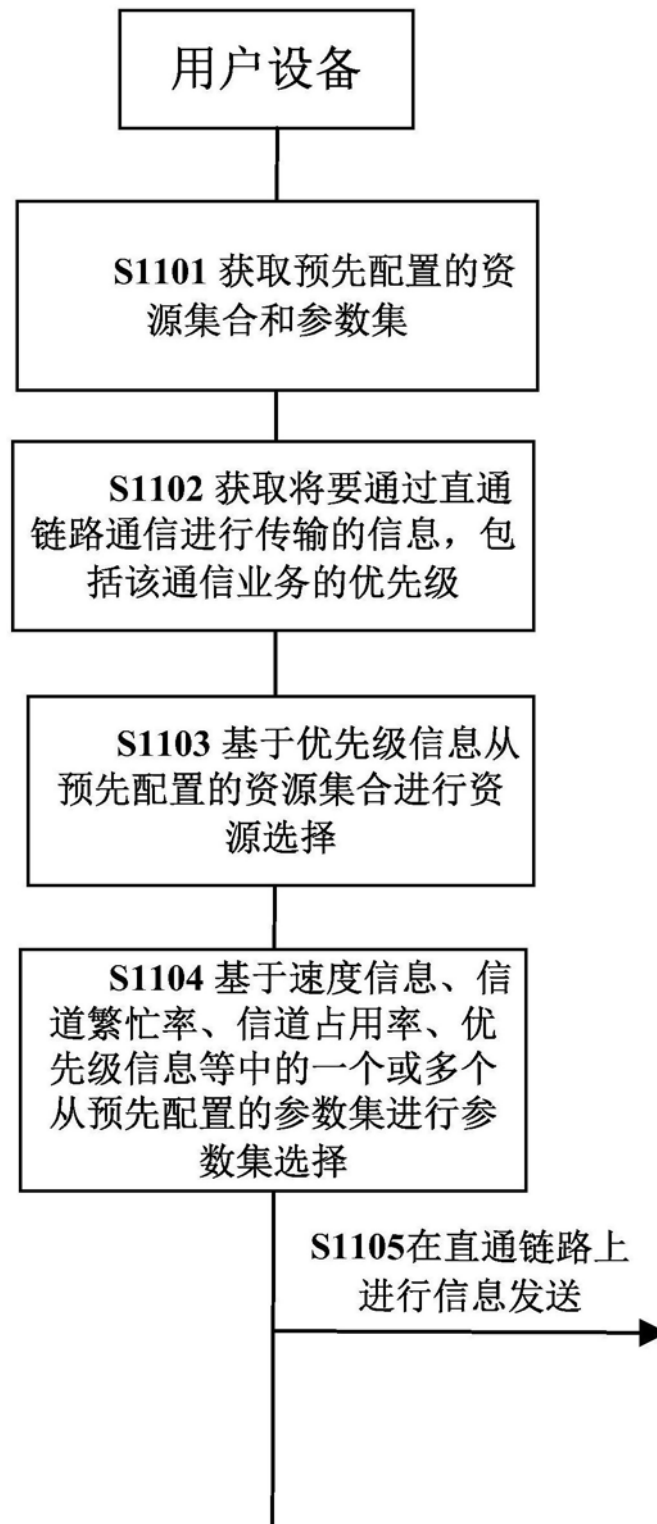 用户设备
S1101 获取预先配置的资
源集合和参数集
S1102 获取将要通过直通
链路通信进行传输的信息，包
括该通信业务的优先级
S1103 基于优先级信息从
预先配置的资源集合进行资
源选择
S1104 基于速度信息、信
道繁忙率、信道占用率、优
先级信息等中的一个或多个
从预先配置的参数集进行参
数集选择
S1105在直通链路上
进行信息发送